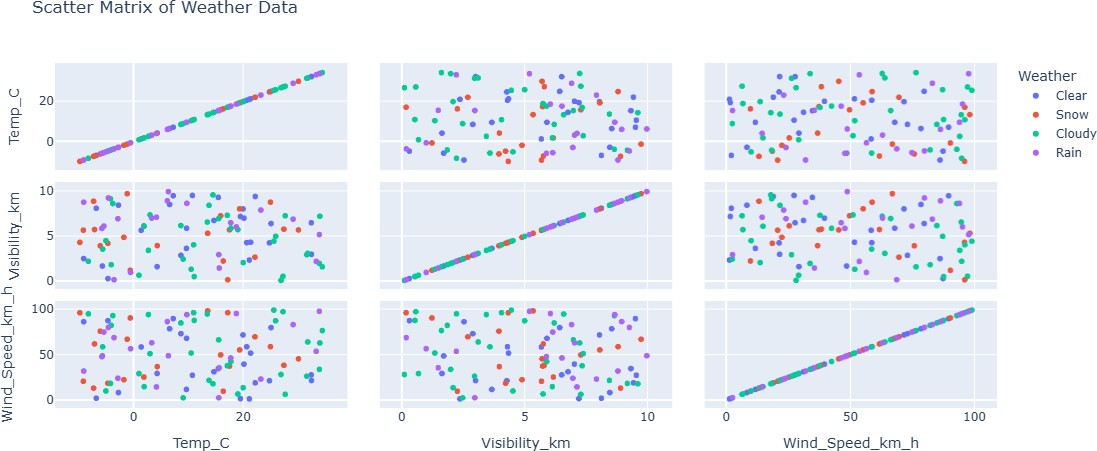 Scatter Matrix of Weather Data
Weather
Clear
Snow
Cloudy
Rain
Temp_C
20
0
Visibility_km
10
5
0
Wind_Speed_km_h
100
50
0
0 20
0 5 10
0 50 100
Temp_C Visibility_km Wind_Speed_km_h